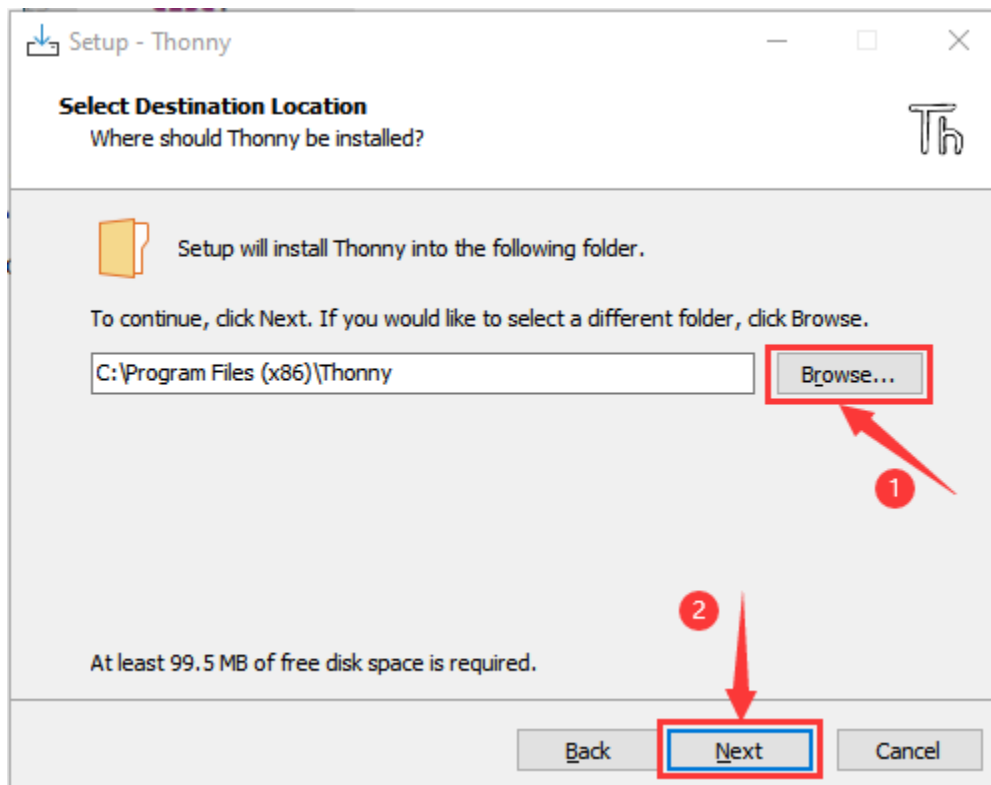 Setup - Thonny
Select Destination Location
Where should Thonny be installed?
Th
Setup will install Thonny into the following folder.
To continue, click Next. If you would like to select a different folder, click Browse.
C:\Program Files (x86)\Thonny
Browse...
1
2
At least 99.5 MB of free disk space is required.
Back
Next
Cancel